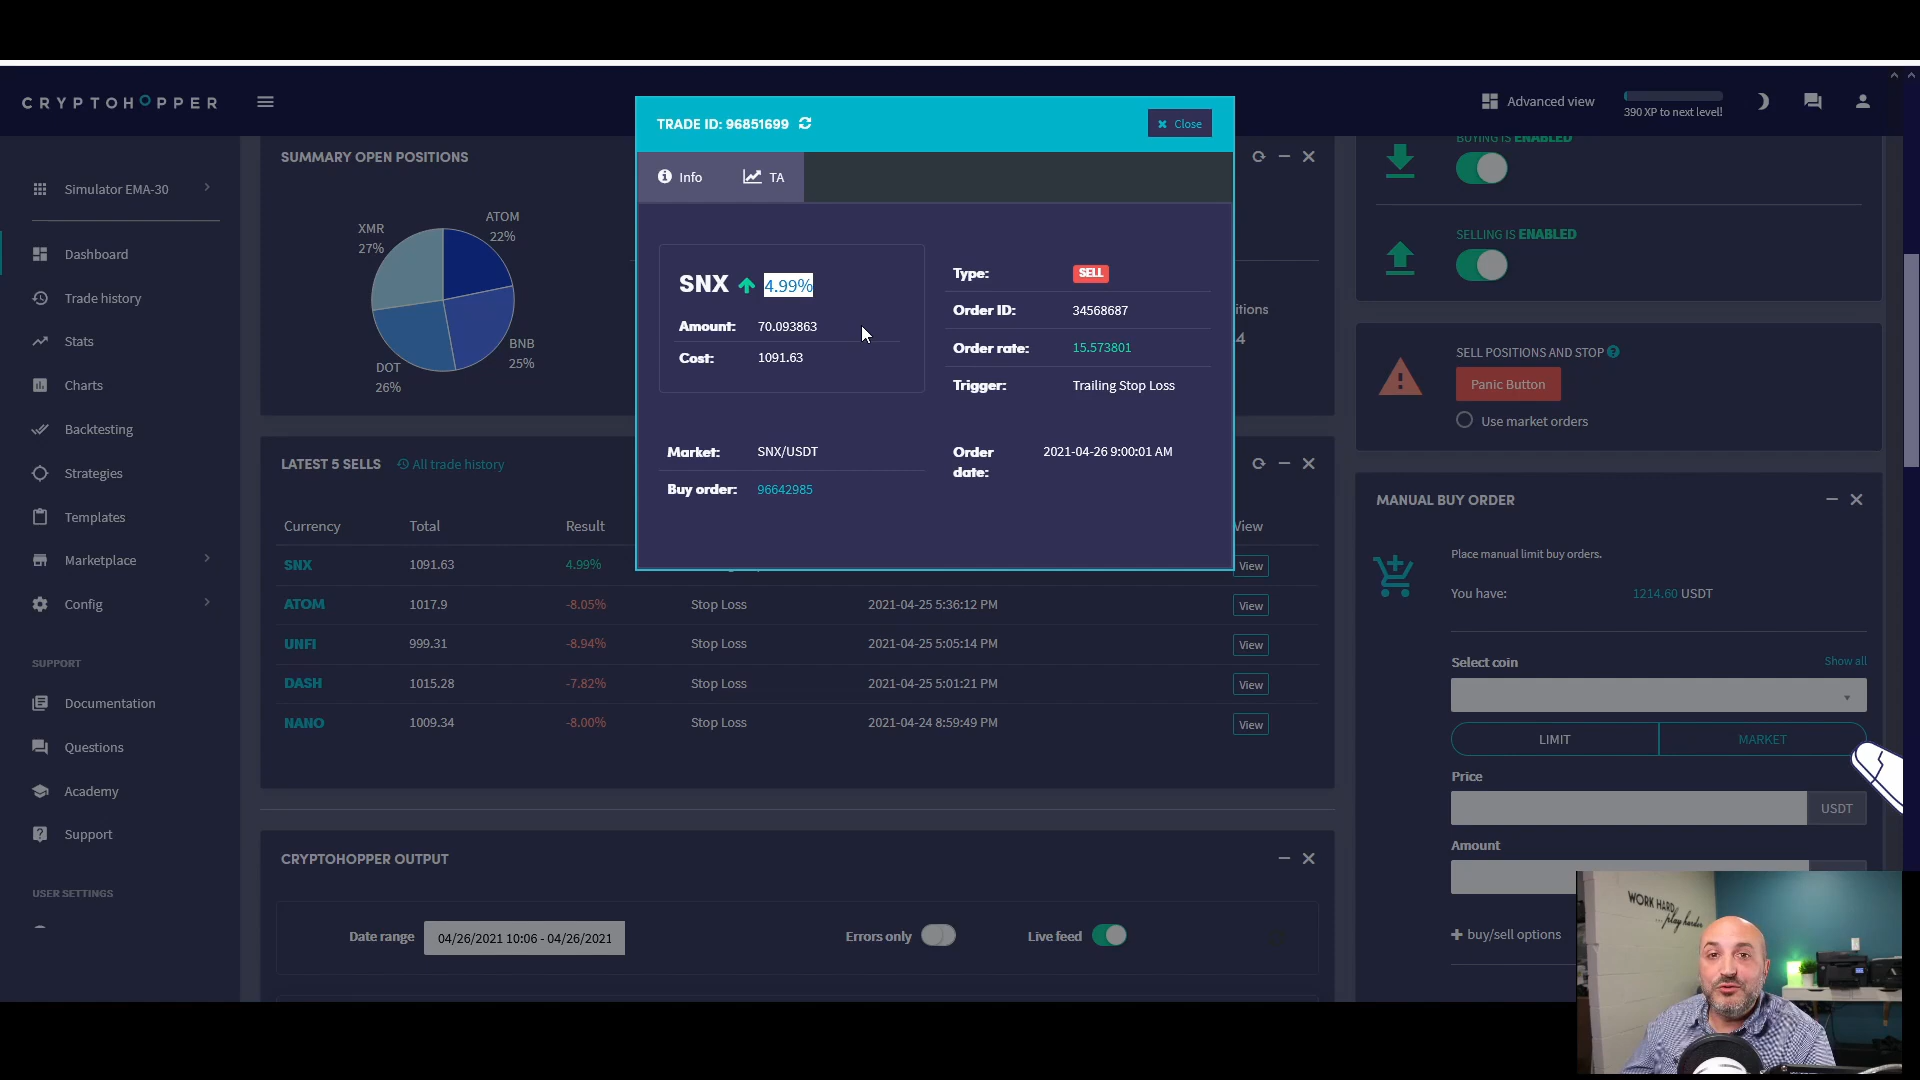 CRYPTOHOPPER
Advanced view
390 XP to next level!
TRADE ID: 96851699
Close
Info
TA
SNX 4.99%
Amount: 70.093863
Cost: 1091.63
Type: SELL
Order ID: 34568687
Order rate: 15.573801
Trigger: Trailing Stop Loss
Market: SNX/USDT
Buy order: 96642985
Order date: 2021-04-26 9:00:01 AM
Simulator EMA-30
Dashboard
Trade history
Stats
Charts
Backtesting
Strategies
Templates
Marketplace
Config
SUPPORT
Documentation
Questions
Academy
Support
USER SETTINGS
SUMMARY OPEN POSITIONS
XMR
27%
ATOM
22%
BNB
25%
DOT
26%
itions
4
LATEST 5 SELLS All trade history
Currency Total Result View
SNX 1091.63 4.99% View
ATOM 1017.9 -8.05% Stop Loss 2021-04-25 5:36:12 PM View
UNFI 999.31 -8.94% Stop Loss 2021-04-25 5:05:14 PM View
DASH 1015.28 -7.82% Stop Loss 2021-04-25 5:01:21 PM View
NANO 1009.34 -8.00% Stop Loss 2021-04-24 8:59:49 PM View
CRYPTOHOPPER OUTPUT
Date range 04/26/2021 10:06 - 04/26/2021 Errors only Live feed
BUYING IS ENABLED
SELLING IS ENABLED
SELL POSITIONS AND STOP
Panic Button
Use market orders
MANUAL BUY ORDER
Place manual limit buy orders.
You have: 1214.60 USDT
Select coin Show all
LIMIT MARKET
Price
USDT
Amount
+ buy/sell options
WORK HARD
...play harder